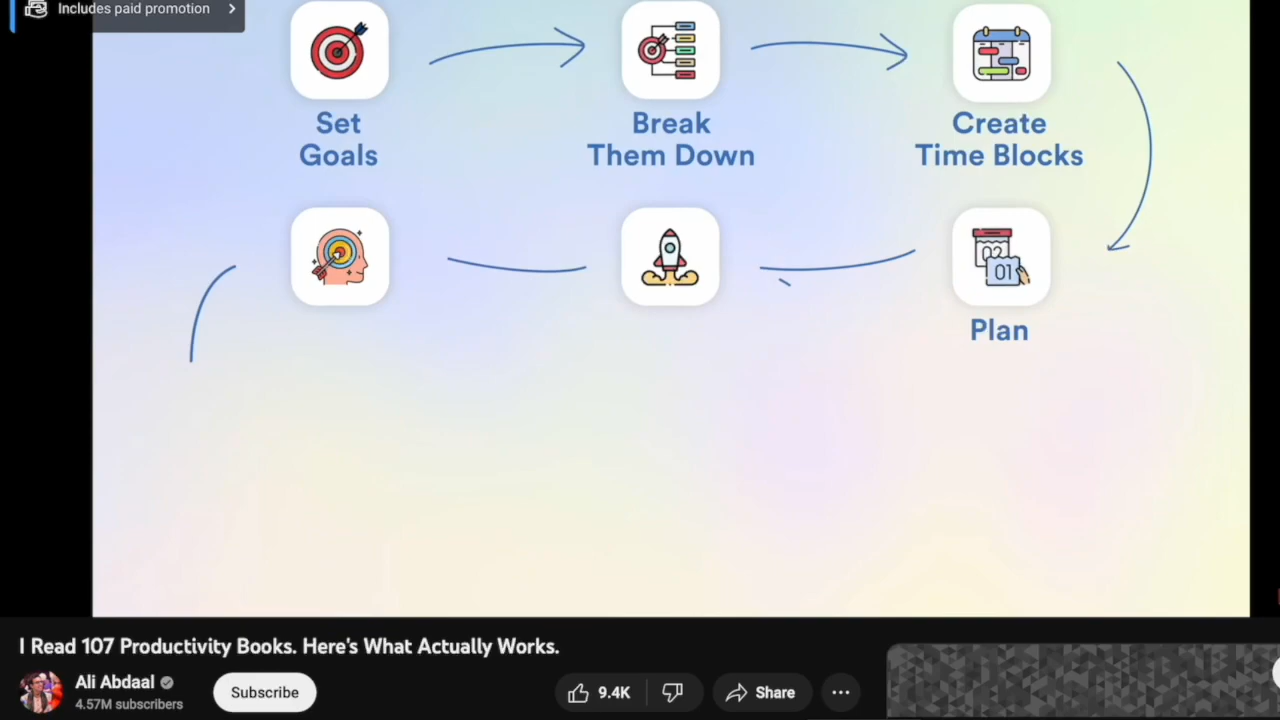 Includes paid promotion
Set
Goals
Break
Them Down
Create
Time Blocks
02
01
Plan
I Read 107 Productivity Books. Here's What Actually Works.
Ali Abdaal
4.57M subscribers
Subscribe
9.4K
Share